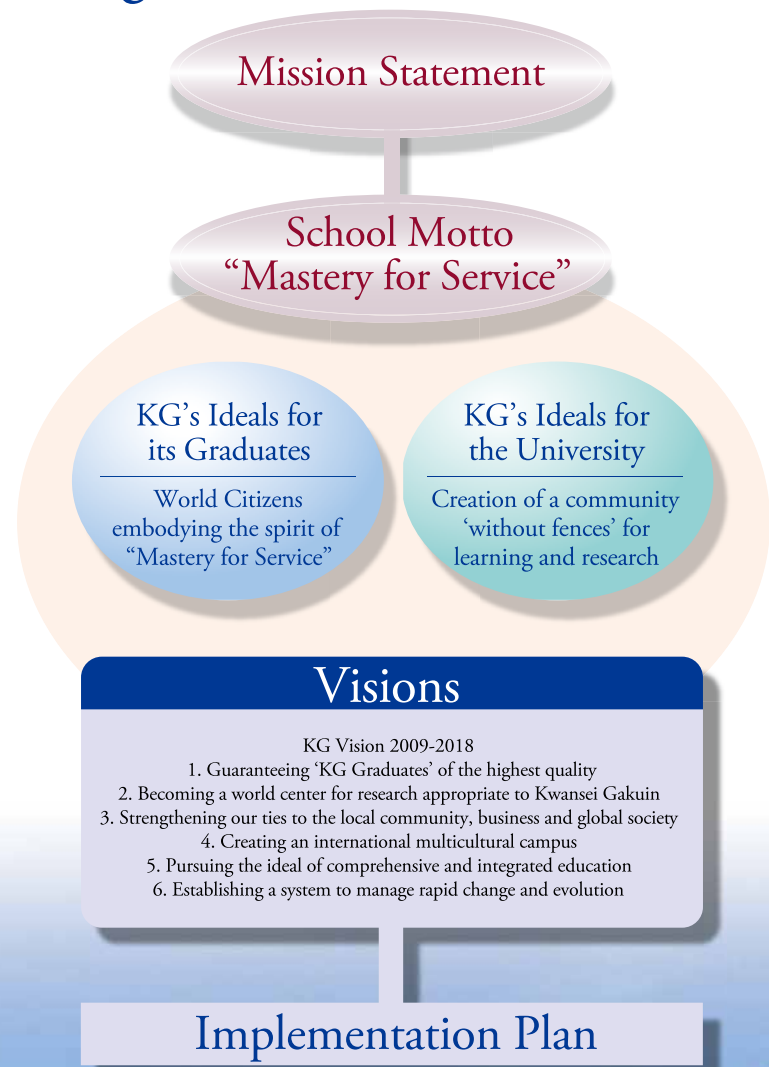 Mission Statement
School Motto
“Mastery for Service”
KG’s Ideals for
its Graduates
World Citizens
embodying the spirit of
“Mastery for Service”
KG’s Ideals for
the University
Creation of a community
‘without fences’ for
learning and research
Visions
KG Vision 2009-2018
1. Guaranteeing ‘KG Graduates’ of the highest quality
2. Becoming a world center for research appropriate to Kwansei Gakuin
3. Strengthening our ties to the local community, business and global society
4. Creating an international multicultural campus
5. Pursuing the ideal of comprehensive and integrated education
6. Establishing a system to manage rapid change and evolution
Implementation Plan